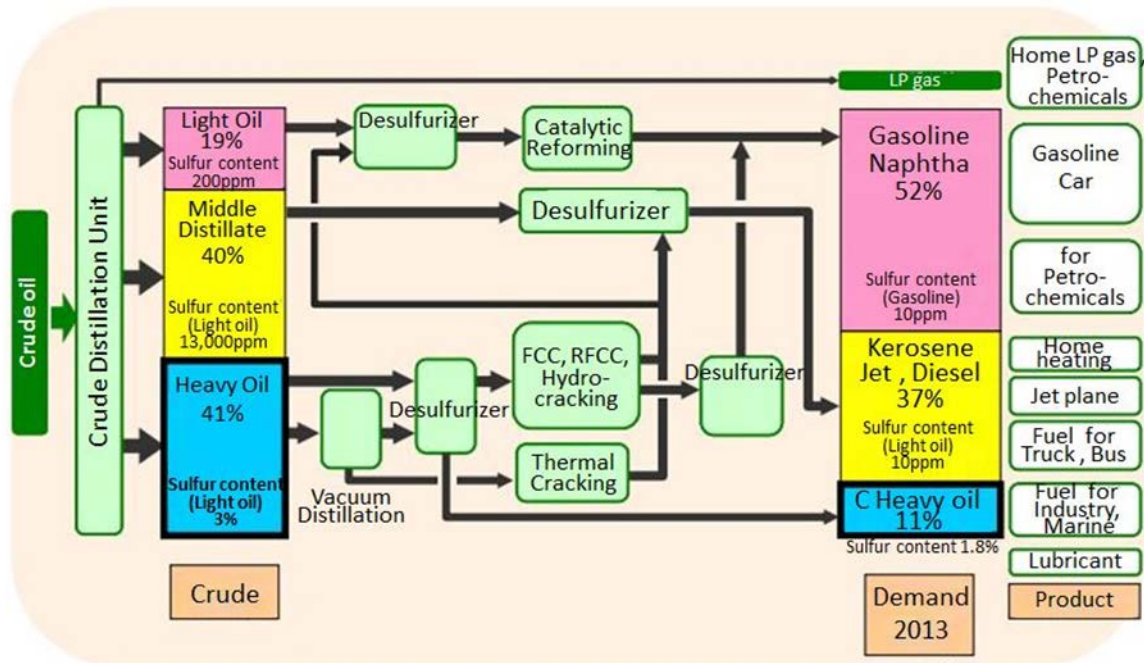 Crude oil
Crude Distillation Unit
Light Oil
19%
Sulfur content
200ppm
Middle
Distillate
40%
Sulfur content
(Light oil)
13,000ppm
Heavy Oil
41%
Sulfur content
(Light oil)
3%
Crude
Desulfurizer
Catalytic
Reforming
Desulfurizer
FCC, RFCC,
Hydro-
cracking
Desulfurizer
Desulfurizer
Thermal
Cracking
Vacuum
Distillation
LP gas
Gasoline
Naphtha
52%
Sulfur content
(Gasoline)
10ppm
Kerosene
Jet , Diesel
37%
Sulfur content
(Light oil)
10ppm
C Heavy oil
11%
Sulfur content 1.8%
Demand
2013
Home LP gas ,
Petro-
chemicals
Gasoline
Car
for
Petro-
chemicals
Home
heating
Jet plane
Fuel for
Truck , Bus
Fuel for
Industry,
Marine
Lubricant
Product